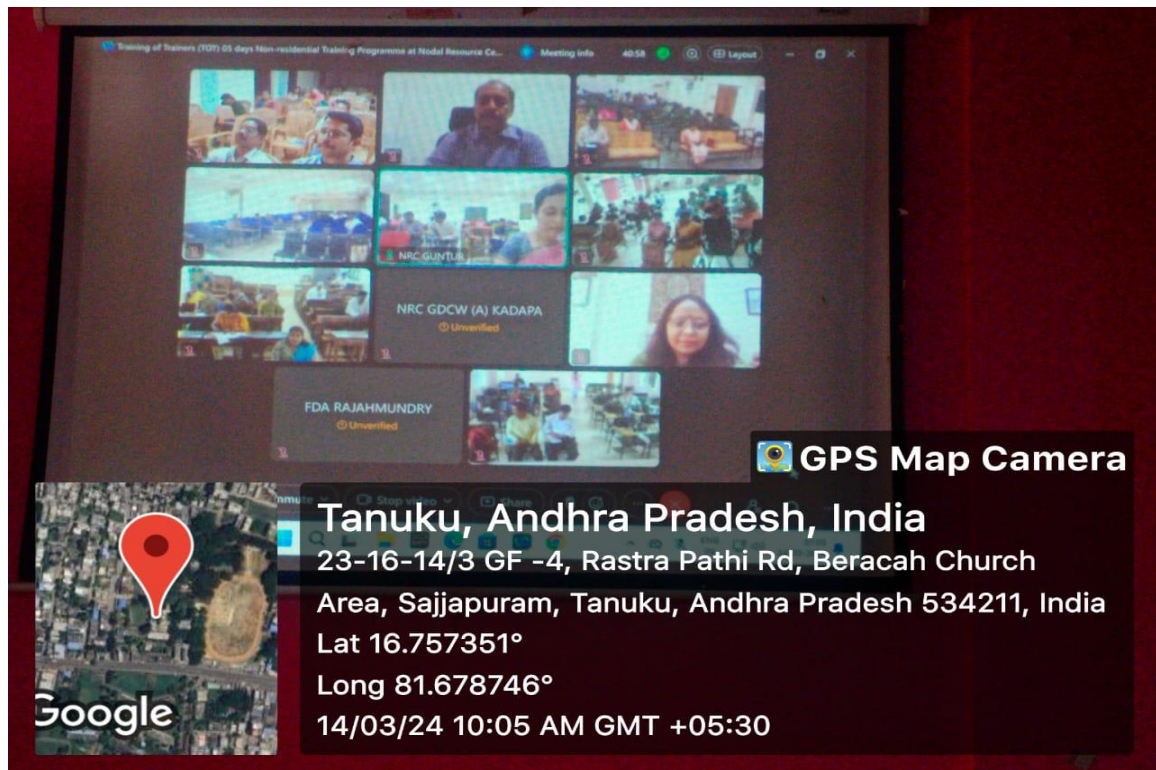 Training of Trainers (TOT) 05 days Non-residential Training Programme at Nodal Resource Ce...
Meeting info
40:58
Layout
NRC GUNTUR
NRC GDCW (A) KADAPA
Unverified
FDA RAJAHMUNDRY
Unverified
Stop video
Share
GPS Map Camera
Tanuku, Andhra Pradesh, India
23-16-14/3 GF -4, Rastra Pathi Rd, Beracah Church
Area, Sajjapuram, Tanuku, Andhra Pradesh 534211, India
Lat 16.757351°
Long 81.678746°
14/03/24 10:05 AM GMT +05:30
Google